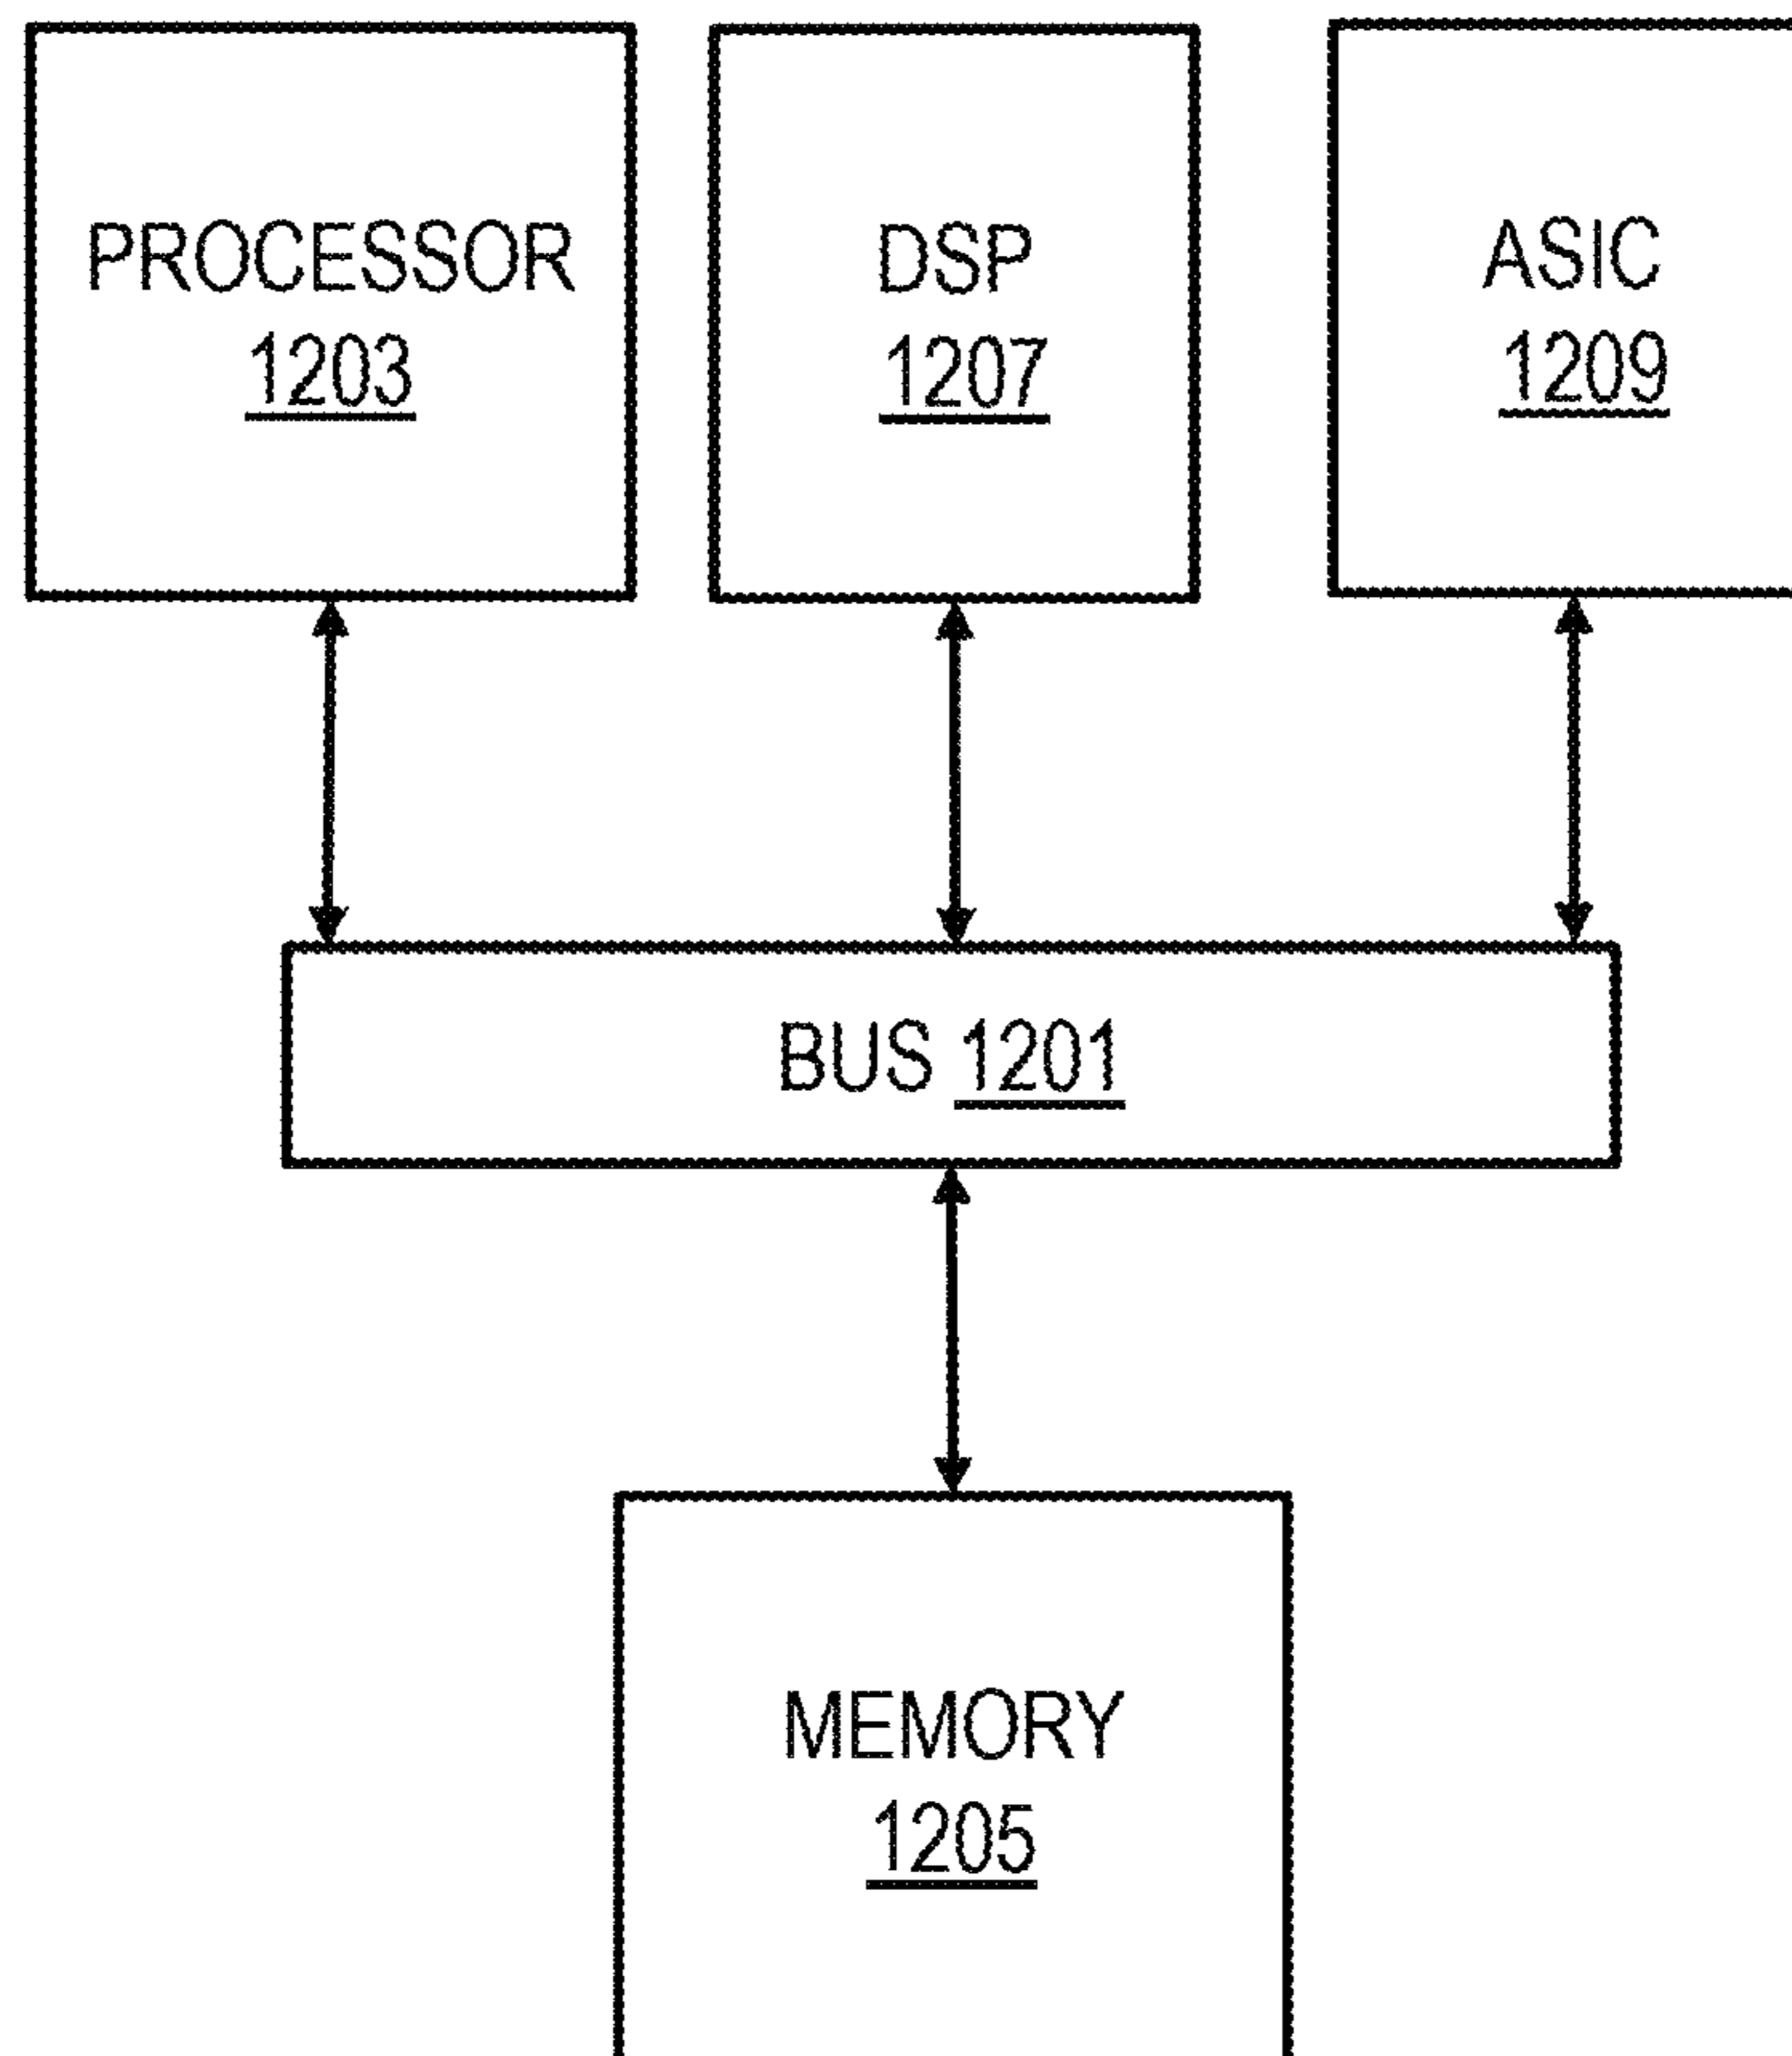 PROCESSOR
1203
DSP
1207
ASIC
1209
BUS 1201
MEMORY
1205